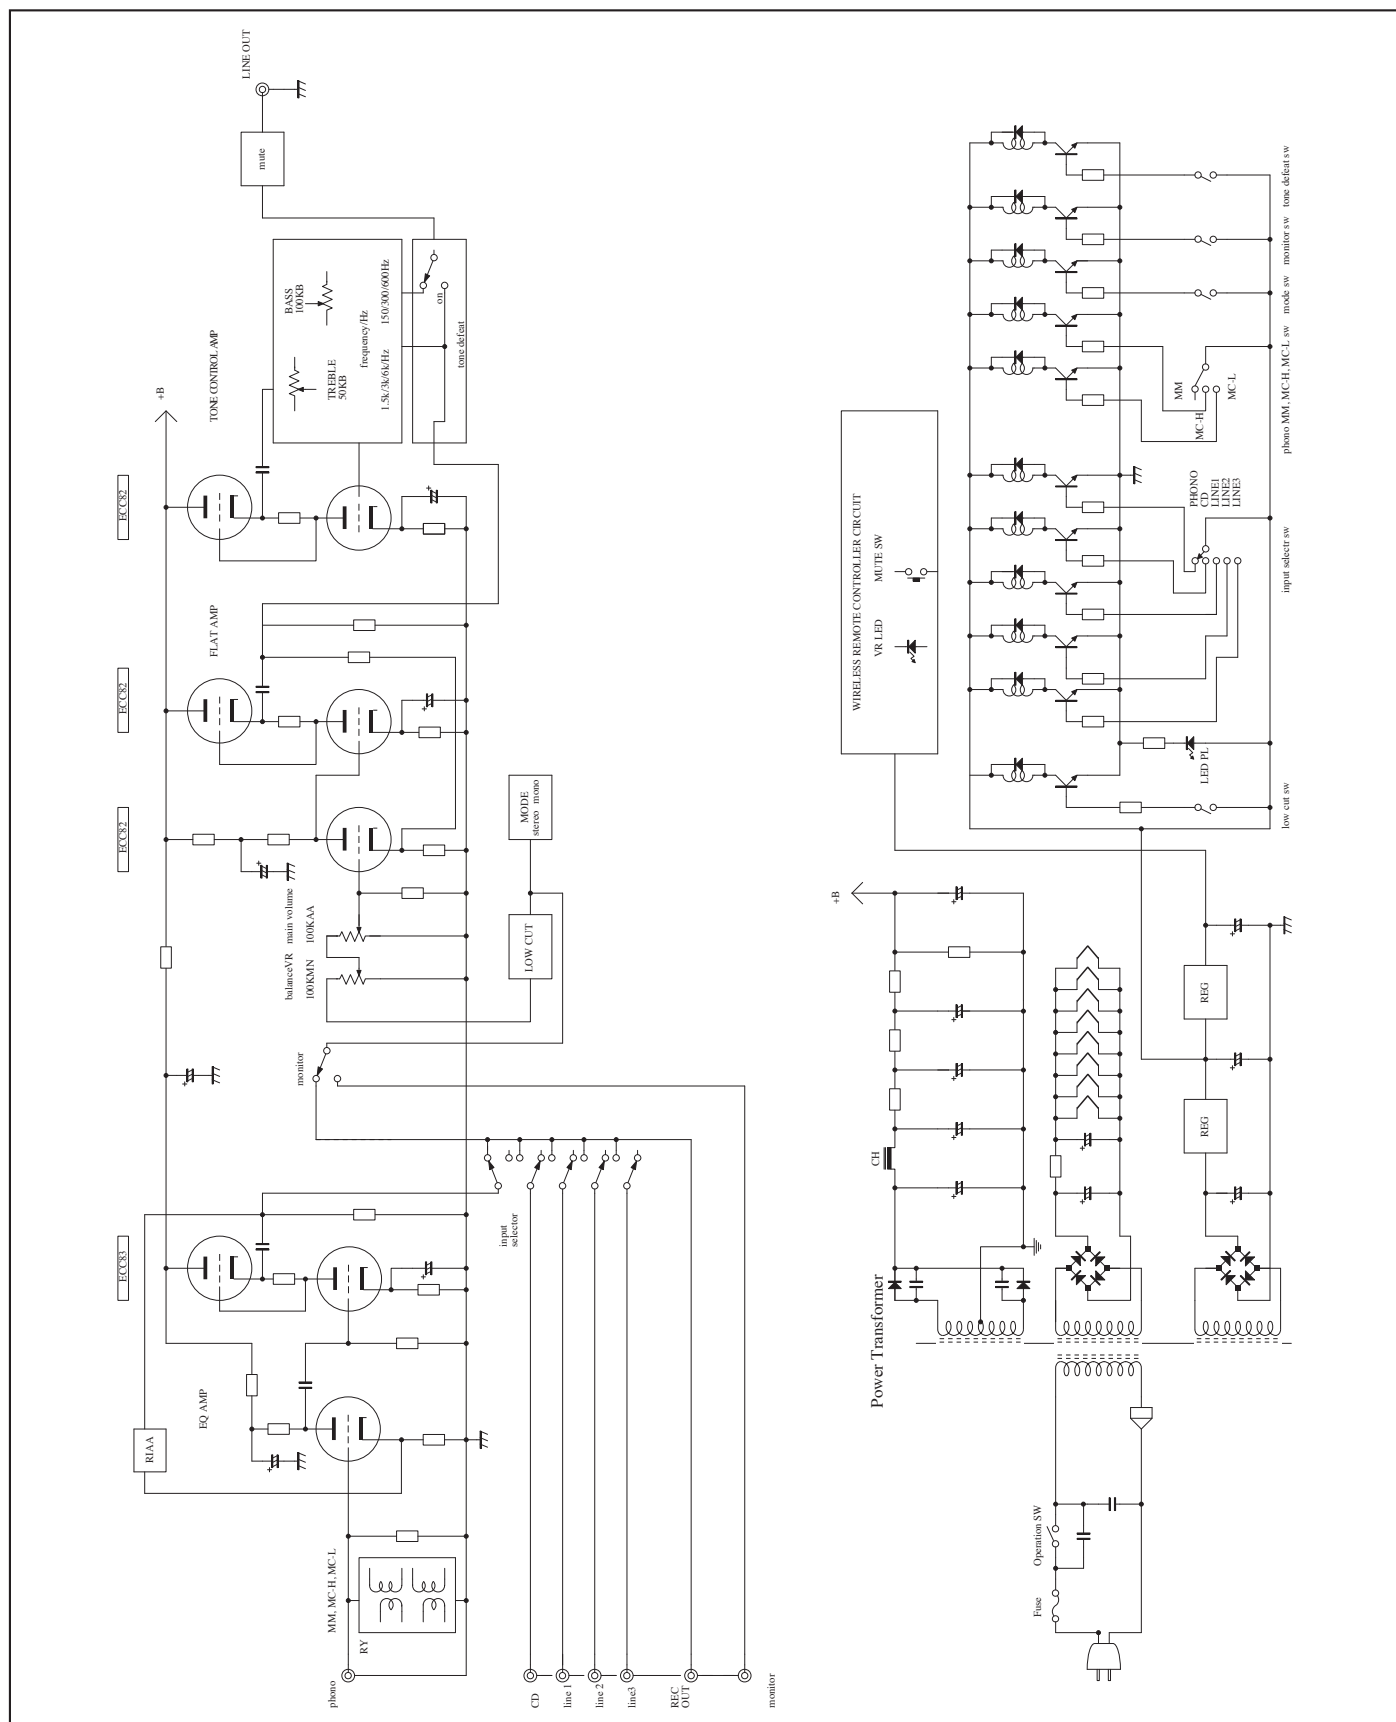 LINE OUT
mute
TONE CONTROL AMP
BASS
100KB
TREBLE
50KB
frequency/Hz
1.5k/3k/6k/Hz
150/300/600Hz
on
tone defeat
+B
ECC82
FLAT AMP
ECC82
ECC82
main volume
100KAA
balanceVR
100KMN
MODE
stereo mono
LOW CUT
monitor
input
selector
ECC83
EQ AMP
RIAA
MM, MC-H, MC-L
RY
phono
CD
line 1
line 2
line3
REC
OUT
monitor
WIRELESS REMOTE CONTROLLER CIRCUIT
VR LED
MUTE SW
tone defeat sw
monitor sw
mode sw
phono MM, MC-H, MC-L sw
MM
MC-H
MC-L
PHONO
CD
LINE1
LINE2
LINE3
input selectr sw
LED PL
low cut sw
+B
CH
REG
REG
Power Transformer
Operation SW
Fuse